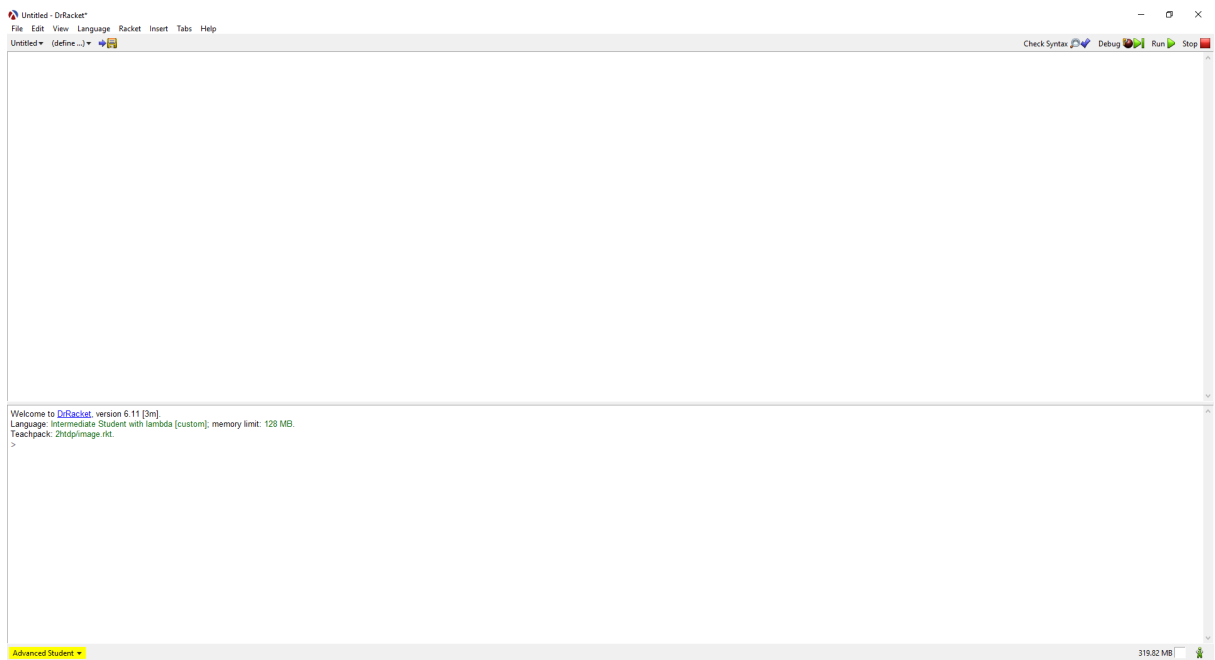 Untitled - DrRacket*
File Edit View Language Racket Insert Tabs Help
Untitled (define ...) Check Syntax Debug Run Stop
Welcome to DrRacket, version 6.11 [3m].
Language: Intermediate Student with lambda [custom]; memory limit: 128 MB.
Teachpack: 2htdp/image.rkt.
>
Advanced Student 319.82 MB